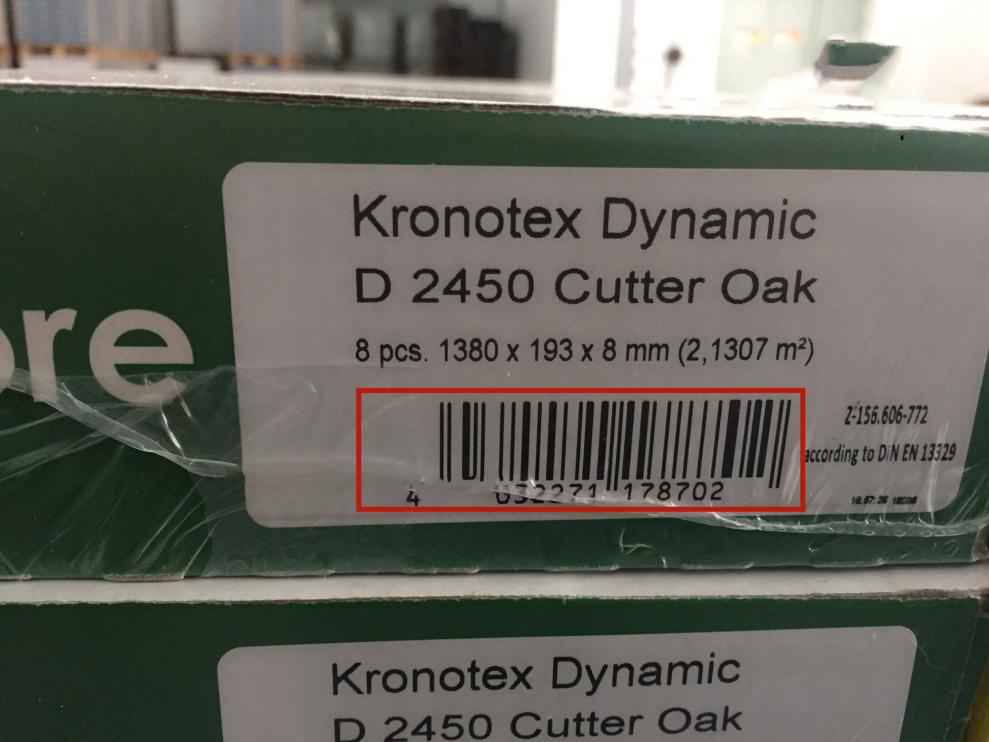 ore
Kronotex Dynamic
D 2450 Cutter Oak
8 pcs. 1380 x 193 x 8 mm (2,1307 m²)
Z-156.606-772
according to DIN EN 13329
4 032271 178702
Kronotex Dynamic
D 2450 Cutter Oak